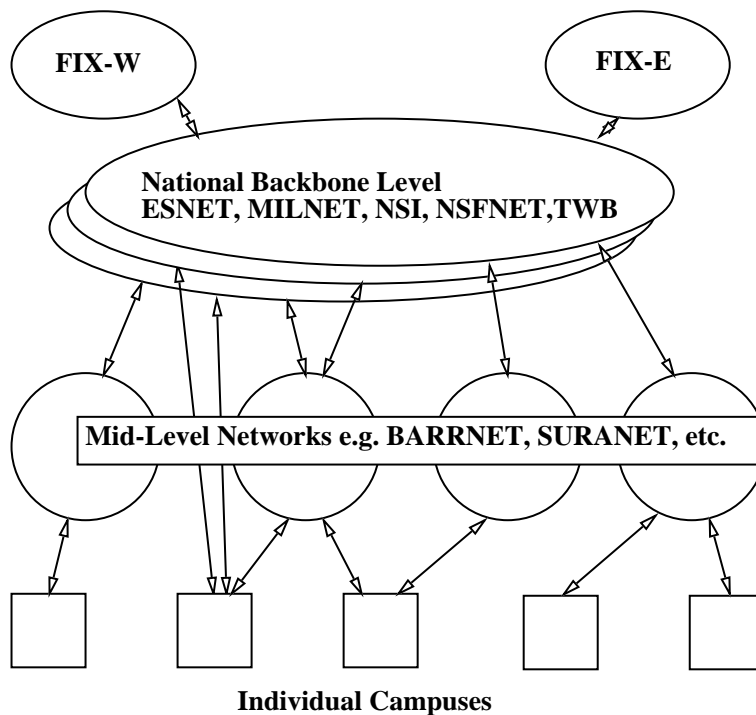 FIX-W
FIX-E
National Backbone Level
ESNET, MILNET, NSI, NSFNET,TWB
Mid-Level Networks e.g. BARRNET, SURANET, etc.
Individual Campuses